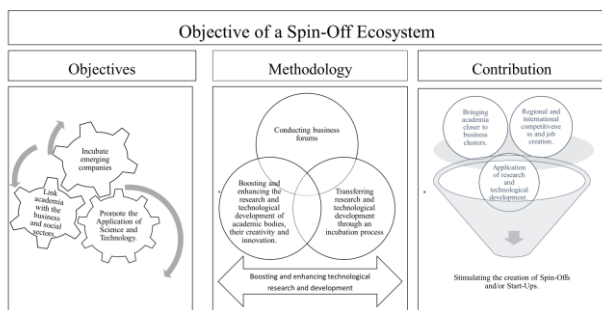 Objective of a Spin-Off Ecosystem
Objectives
Incubate
emerging
companies
Link
academia
with the
business
and social
sectors.
Promote the
Application of
Science and
Technology.
Methodology
Conducting business
forums
Boosting and
enhancing the
research and
technological
development of
academic bodies,
their creativity and
innovation.
Transferring
research and
technological
development
through an
incubation process
Boosting and enhancing technological
research and development
Contribution
Bringing
academia
closer to
business
clusters.
Regional and
international
competitivene
ss and job
creation.
Application
of research
and
technological
development.
Stimulating the creation of Spin-Offs
and/or Start-Ups.